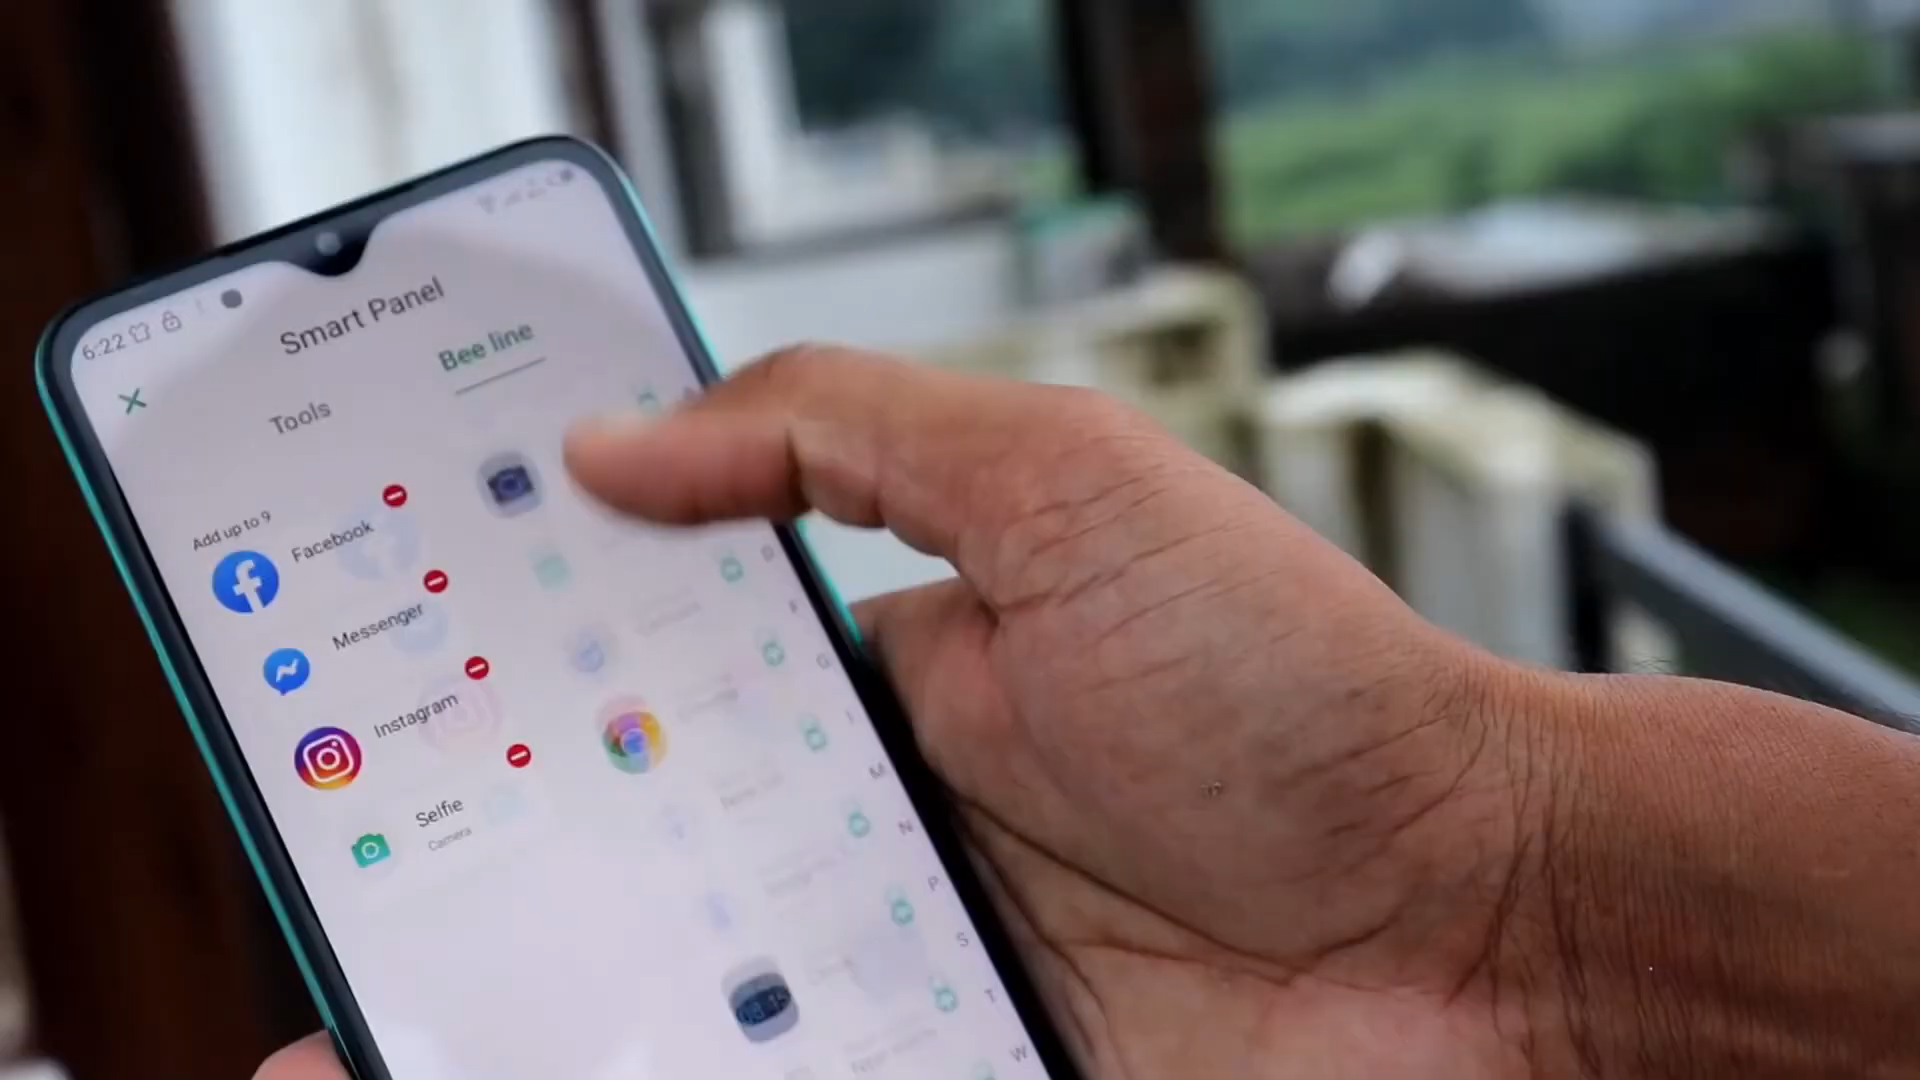 6:22
Smart Panel
Tools
Bee line
Add up to 9
Facebook
Messenger
Instagram
Selfie
Camera
G
I
M
N
P
S
T
W